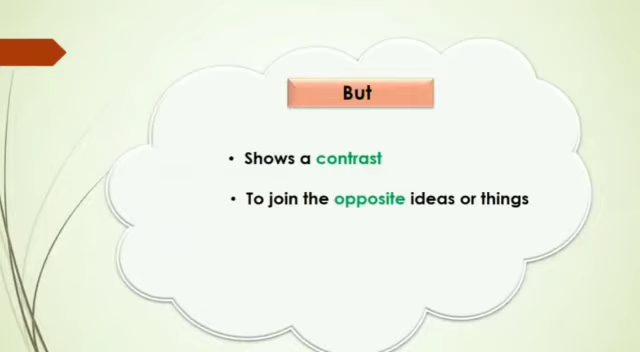 But
• Shows a contrast
• To join the opposite ideas or things